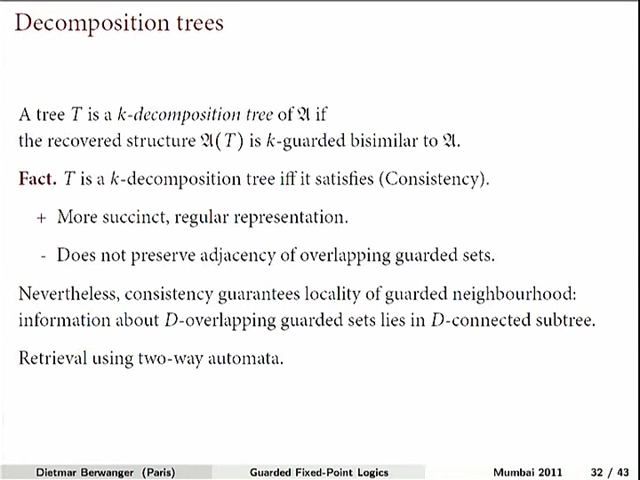 Decomposition trees
A tree T is a k-decomposition tree of 𝔄 if
the recovered structure 𝔄(T) is k-guarded bisimilar to 𝔄.
Fact. T is a k-decomposition tree iff it satisfies (Consistency).
+ More succinct, regular representation.
- Does not preserve adjacency of overlapping guarded sets.
Nevertheless, consistency guarantees locality of guarded neighbourhood:
information about D-overlapping guarded sets lies in D-connected subtree.
Retrieval using two-way automata.
Dietmar Berwanger (Paris) Guarded Fixed-Point Logics Mumbai 2011 32 / 43